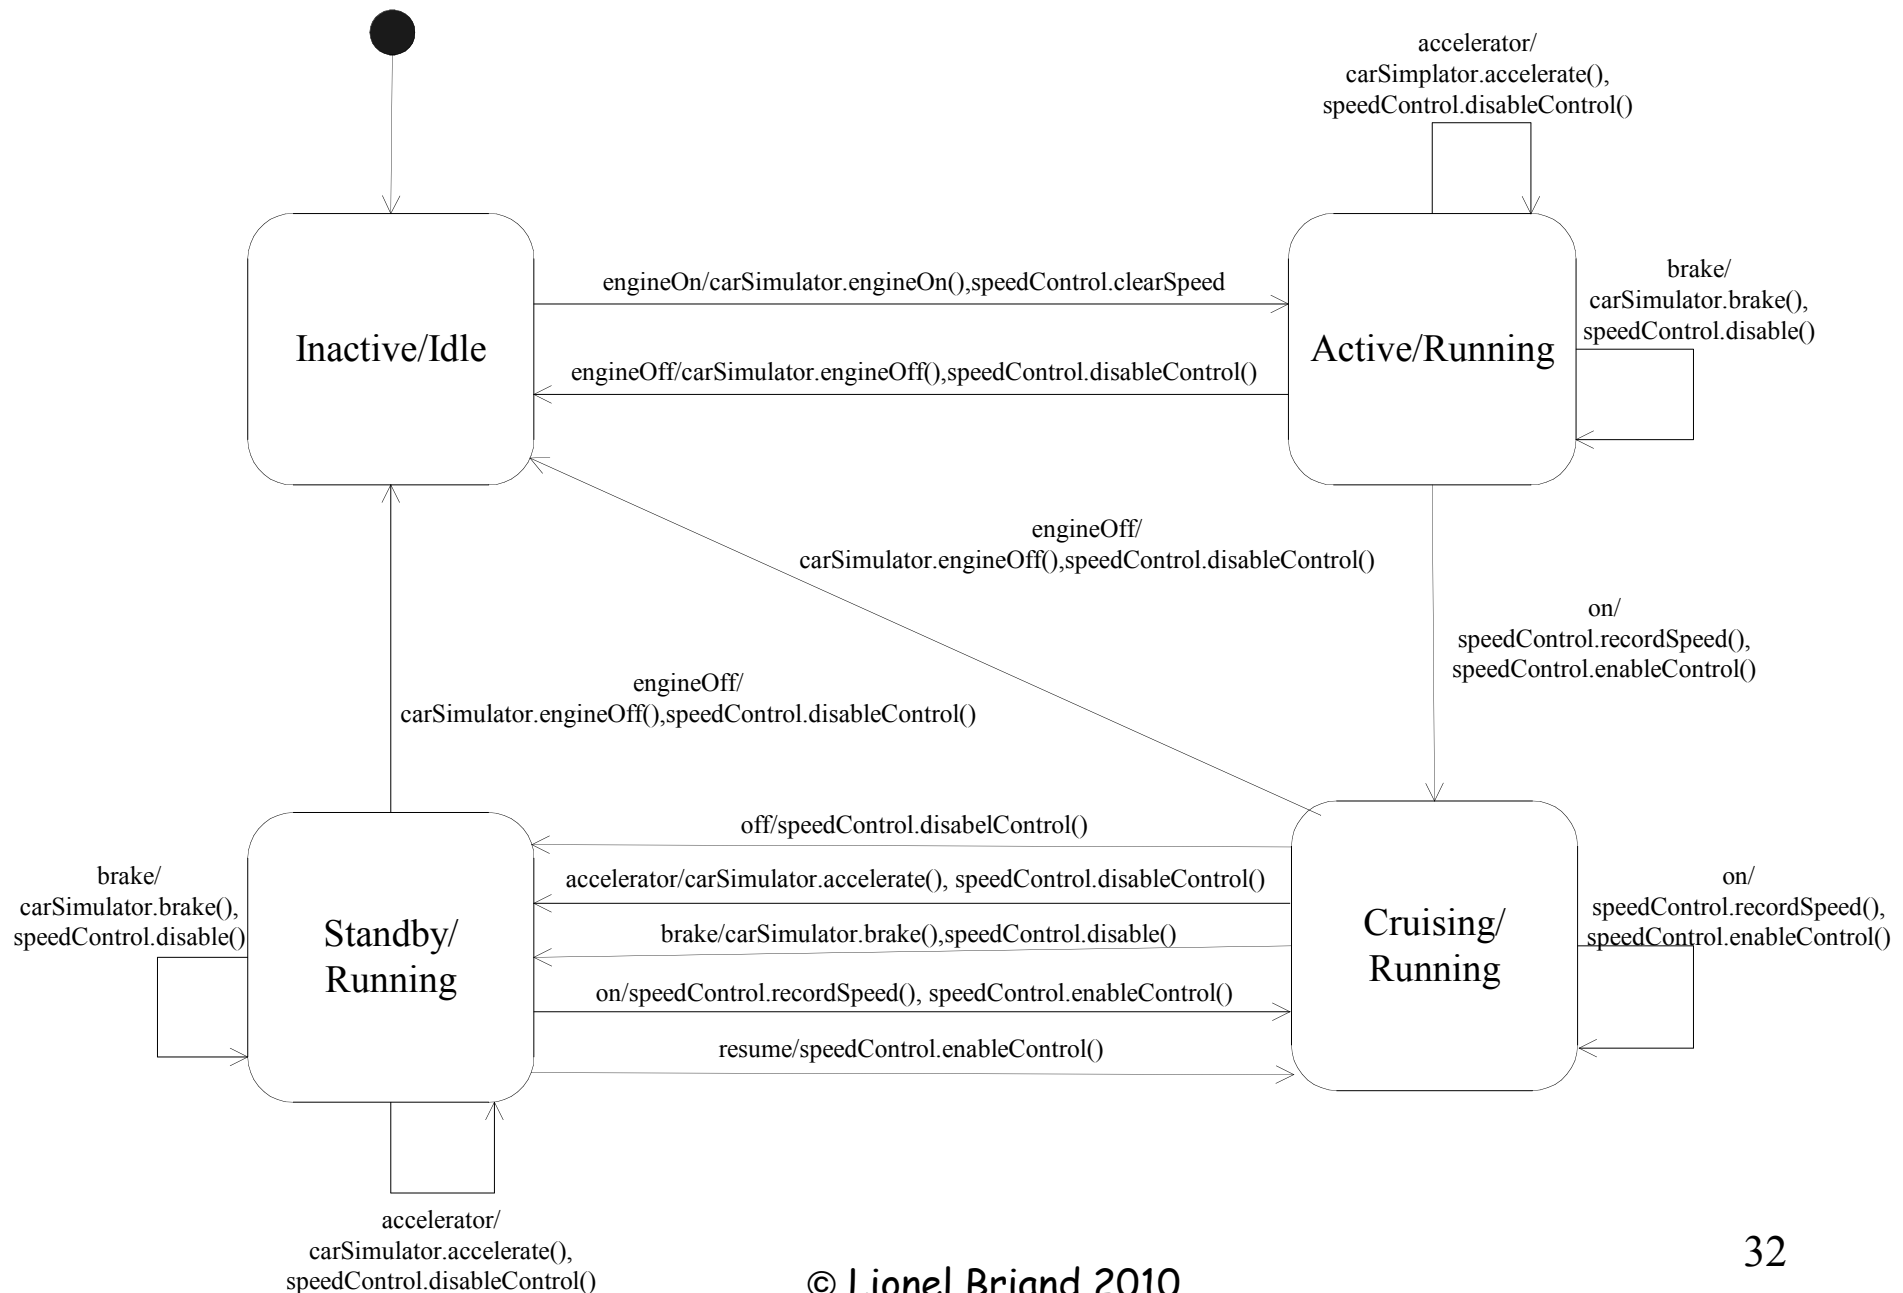 accelerator/
carSimplator.accelerate(),
speedControl.disableControl()
engineOn/carSimulator.engineOn(),speedControl.clearSpeed
brake/
carSimulator.brake(),
speedControl.disable()
Inactive/Idle
Active/Running
engineOff/carSimulator.engineOff(),speedControl.disableControl()
engineOff/
carSimulator.engineOff(),speedControl.disableControl()
on/
speedControl.recordSpeed(),
speedControl.enableControl()
engineOff/
carSimulator.engineOff(),speedControl.disableControl()
off/speedControl.disabelControl()
brake/
carSimulator.brake(),
speedControl.disable()
accelerator/carSimulator.accelerate(), speedControl.disableControl()
on/
speedControl.recordSpeed(),
speedControl.enableControl()
Standby/
Running
brake/carSimulator.brake(),speedControl.disable()
Cruising/
Running
on/speedControl.recordSpeed(), speedControl.enableControl()
resume/speedControl.enableControl()
accelerator/
carSimulator.accelerate(),
speedControl.disableControl()
32
© Lionel Briand 2010